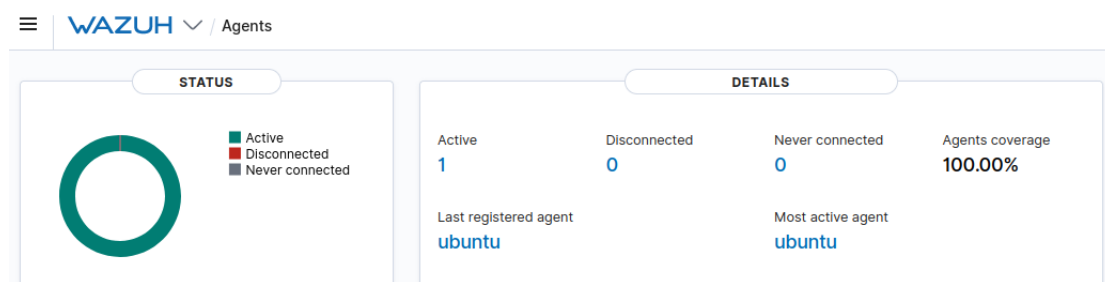 WAZUH / Agents
STATUS
Active
Disconnected
Never connected
DETAILS
Active
1
Disconnected
0
Never connected
0
Agents coverage
100.00%
Last registered agent
ubuntu
Most active agent
ubuntu